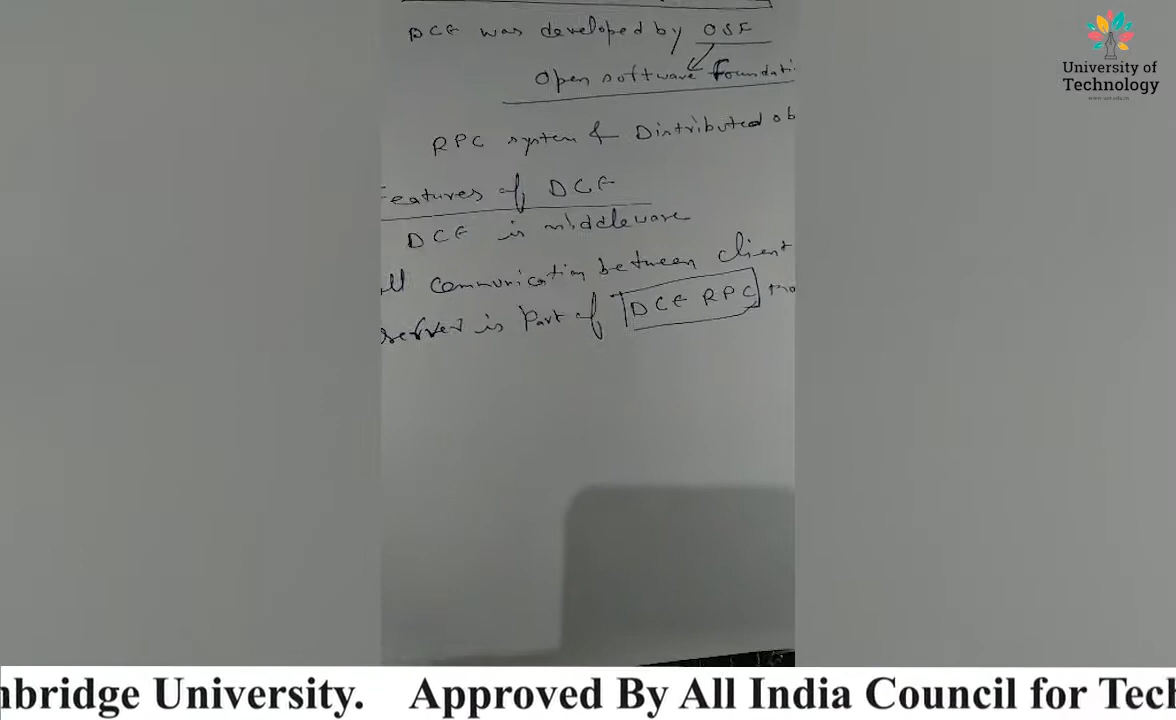 DCE was developed by OSF
Open software Foundati
RPC system & Distributed ob
Features of DCE
DCE is middleware
All communication between client
server is Part of DCE RPC
University of
Technology
nbridge University. Approved By All India Council for Tech